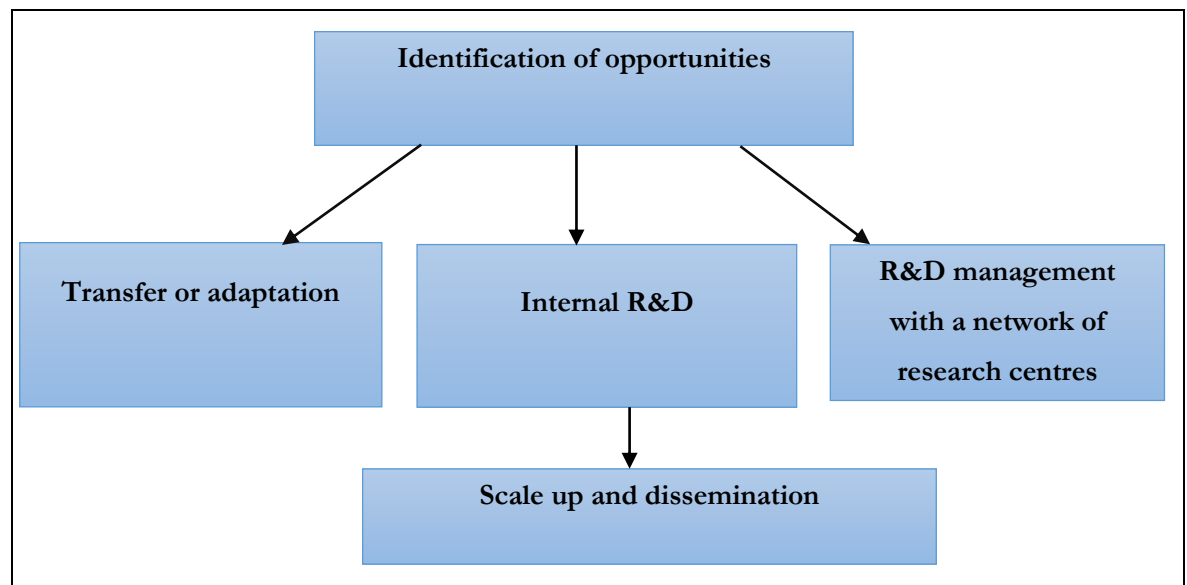 Identification of opportunities
Transfer or adaptation
Internal R&D
R&D management
with a network of
research centres
Scale up and dissemination